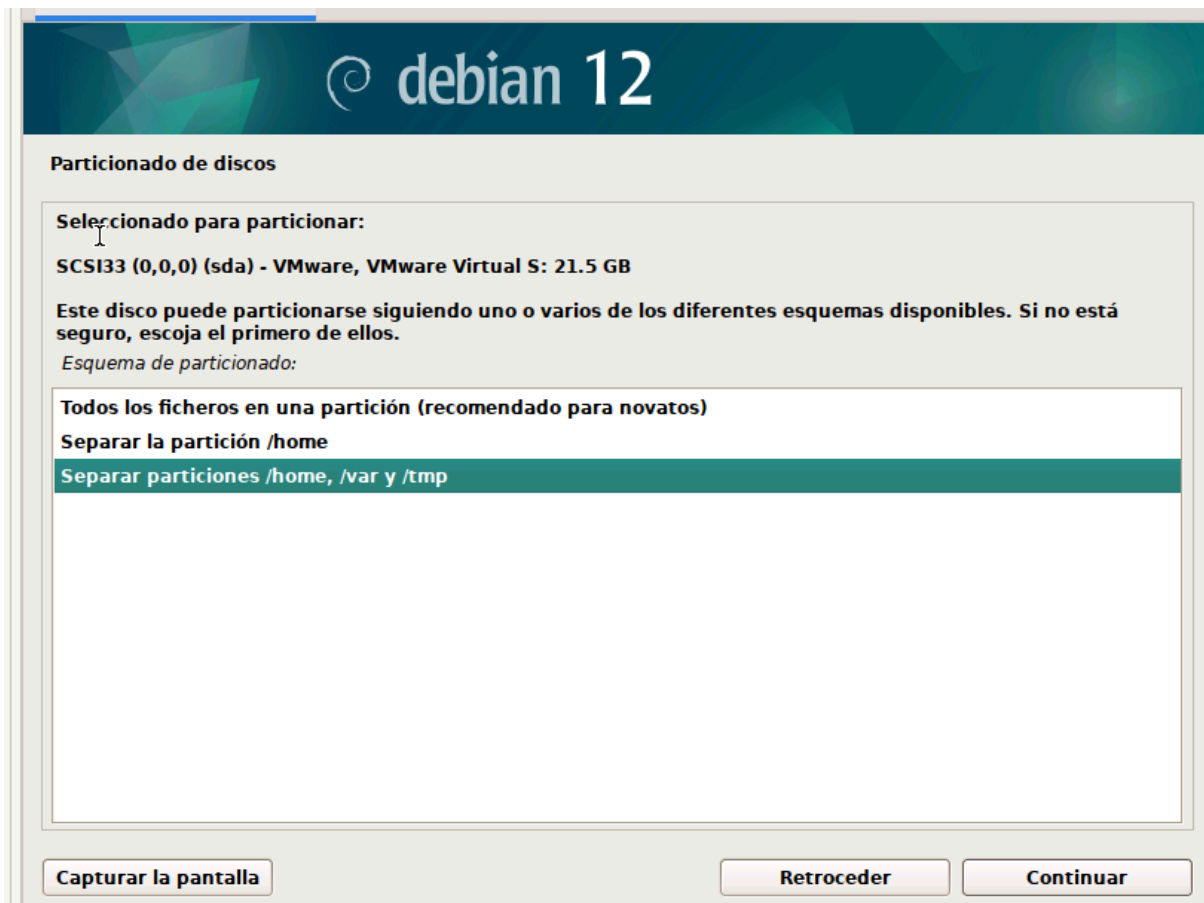 debian 12
Particionado de discos
Seleccionado para particionar:
SCSI33 (0,0,0) (sda) - VMware, VMware Virtual S: 21.5 GB
Este disco puede particionarse siguiendo uno o varios de los diferentes esquemas disponibles. Si no está
seguro, escoja el primero de ellos.
Esquema de particionado:
Todos los ficheros en una partición (recomendado para novatos)
Separar la partición /home
Separar particiones /home, /var y /tmp
Capturar la pantalla
Retroceder
Continuar